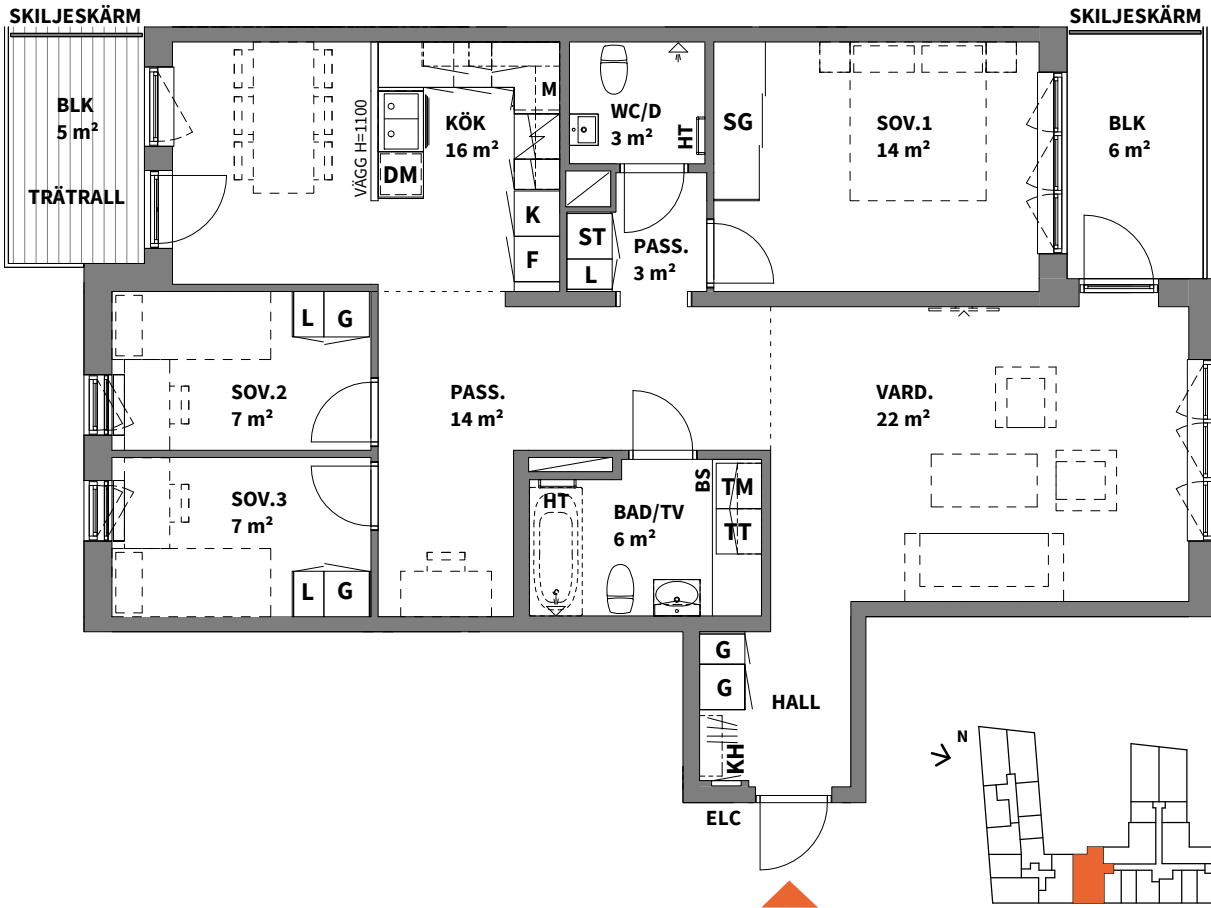 SKILJESKÄRM
SKILJESKÄRM
BLK
5 m²
TRÄTRALL
VÄGG H=1100
DM
KÖK
16 m²
M
K
F
WC/D
3 m²
HT
ST
L
PASS.
3 m²
SG
SOV.1
14 m²
BLK
6 m²
L
G
SOV.2
7 m²
PASS.
14 m²
VARD.
22 m²
SOV.3
7 m²
L
G
HT
BAD/TV
6 m²
BS
TM
TT
G
G
HALL
KH
ELC
N